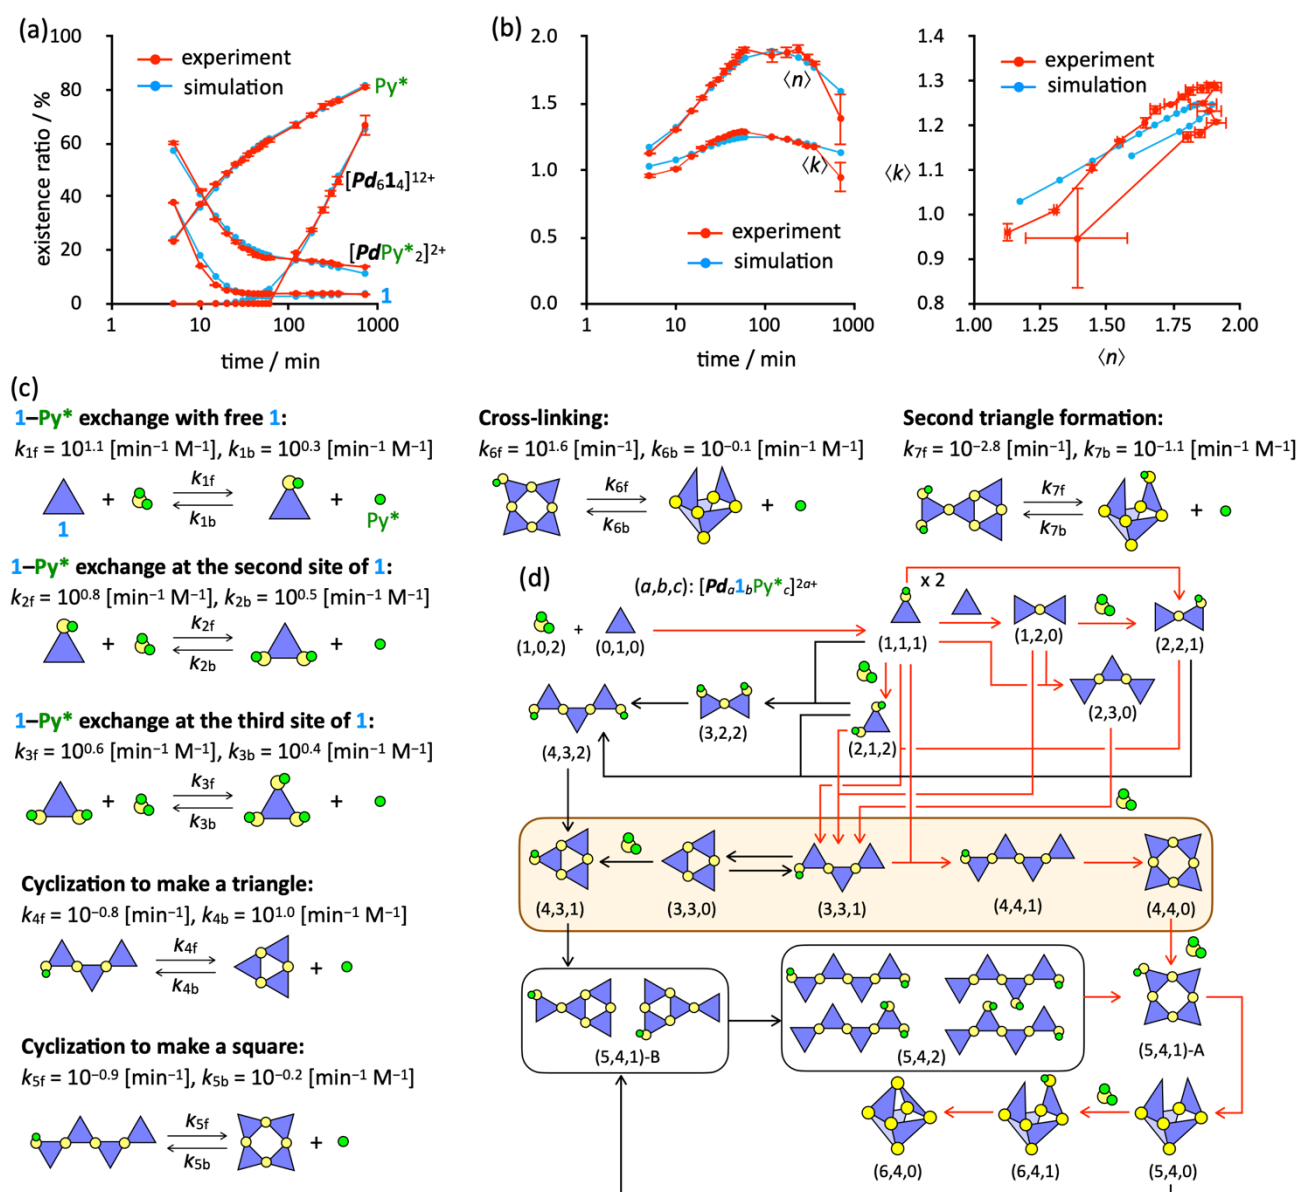 (a)
100
80
60
40
20
0
existence ratio / %
experiment
simulation
Py*
[Pd₆1₄]¹²⁺
[PdPy*₂]²⁺
1
1
10
100
1000
time / min
(b)
2.0
1.5
1.0
0.5
0.0
⟨n⟩
⟨k⟩
experiment
simulation
1
10
100
1000
time / min
1.4
1.3
1.2
1.1
1.0
0.9
0.8
⟨k⟩
experiment
simulation
1.00
1.25
1.50
1.75
2.00
⟨n⟩
(c)
1–Py* exchange with free 1:
k1f = 10^1.1 [min⁻¹ M⁻¹], k1b = 10^0.3 [min⁻¹ M⁻¹]
+
k1f
k1b
+
1
Py*
1–Py* exchange at the second site of 1:
k2f = 10^0.8 [min⁻¹ M⁻¹], k2b = 10^0.5 [min⁻¹ M⁻¹]
+
k2f
k2b
+
1–Py* exchange at the third site of 1:
k3f = 10^0.6 [min⁻¹ M⁻¹], k3b = 10^0.4 [min⁻¹ M⁻¹]
+
k3f
k3b
+
Cyclization to make a triangle:
k4f = 10^−0.8 [min⁻¹], k4b = 10^1.0 [min⁻¹ M⁻¹]
k4f
k4b
+
Cyclization to make a square:
k5f = 10^−0.9 [min⁻¹], k5b = 10^−0.2 [min⁻¹ M⁻¹]
k5f
k5b
+
Cross-linking:
k6f = 10^1.6 [min⁻¹], k6b = 10^−0.1 [min⁻¹ M⁻¹]
k6f
k6b
+
Second triangle formation:
k7f = 10^−2.8 [min⁻¹], k7b = 10^−1.1 [min⁻¹ M⁻¹]
k7f
k7b
+
(d)
(a,b,c): [Pdₐ1_bPy*_c]²ᵃ⁺
x 2
+
(1,0,2)
(0,1,0)
(1,1,1)
(1,2,0)
(2,2,1)
(4,3,2)
(3,2,2)
(2,1,2)
(2,3,0)
(4,3,1)
(3,3,0)
(3,3,1)
(4,4,1)
(4,4,0)
(5,4,1)-B
(5,4,2)
(5,4,1)-A
(6,4,0)
(6,4,1)
(5,4,0)